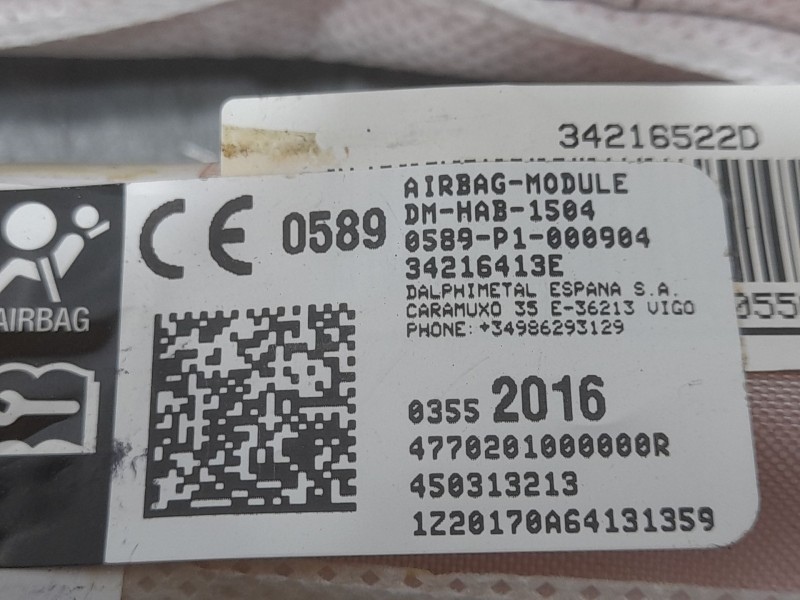 34216522D
AIRBAG-MODULE
DM-HAB-1504
0589-P1-000904
34216413E
DALPHIMETAL ESPANA S.A.
CARAMUXO 35 E-36213 VIGO
PHONE: +34986293129
CE 0589
AIRBAG
0355 2016
4770201000000R
450313213
1Z20170A64131359